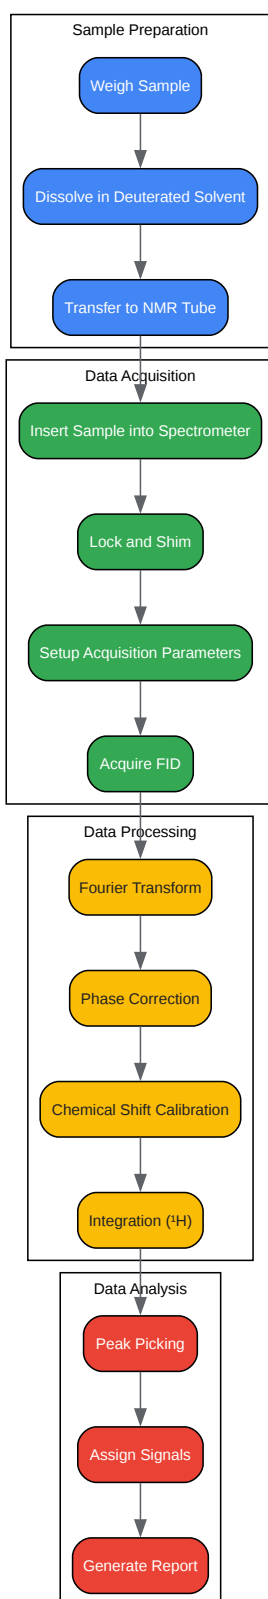 Sample Preparation
Weigh Sample
Dissolve in Deuterated Solvent
Transfer to NMR Tube
Data Acquisition
Insert Sample into Spectrometer
Lock and Shim
Setup Acquisition Parameters
Acquire FID
Data Processing
Fourier Transform
Phase Correction
Chemical Shift Calibration
Integration (¹H)
Data Analysis
Peak Picking
Assign Signals
Generate Report